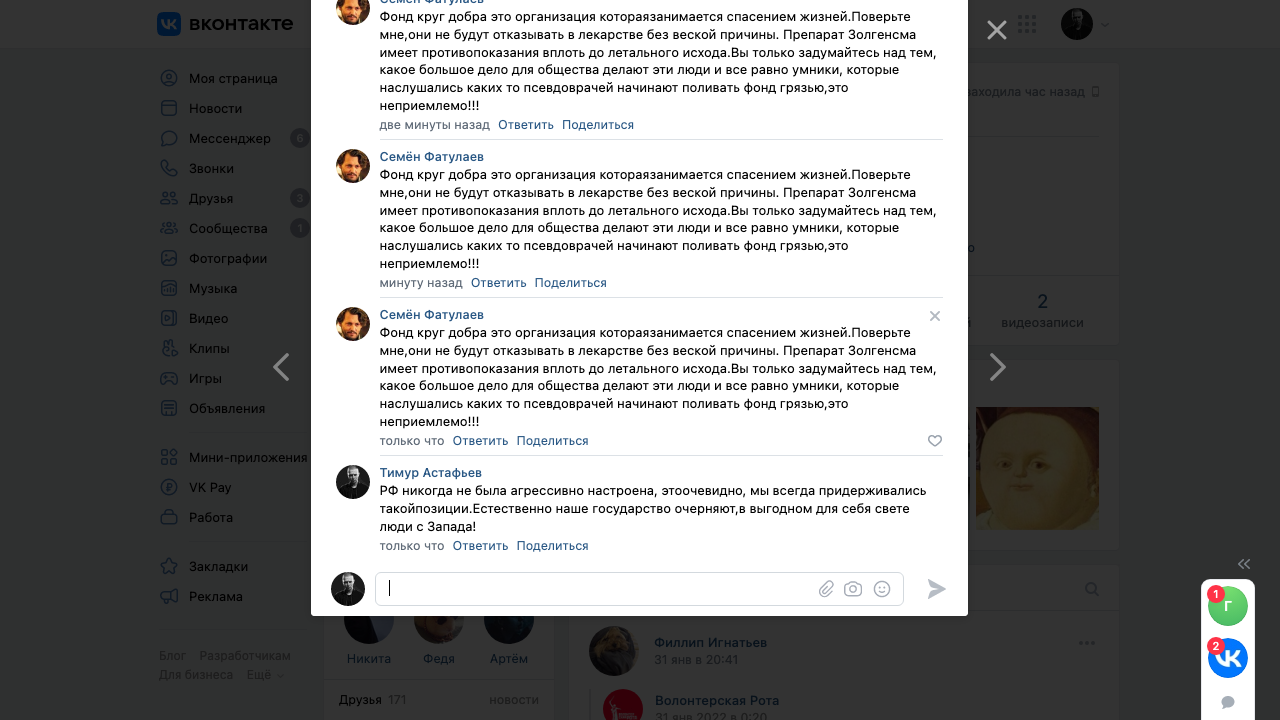 вконтакте
Семён Фатулаев
Фонд круг добра это организация котораязанимается спасением жизней.Поверьте
мне,они не будут отказывать в лекарстве без веской причины. Препарат Золгенсма
имеет противопоказания вплоть до летального исхода.Вы только задумайтесь над тем,
какое большое дело для общества делают эти люди и все равно умники, которые
наслушались каких то псевдоврачей начинают поливать фонд грязью,это
неприемлемо!!!
две минуты назад Ответить Поделиться
Семён Фатулаев
Фонд круг добра это организация котораязанимается спасением жизней.Поверьте
мне,они не будут отказывать в лекарстве без веской причины. Препарат Золгенсма
имеет противопоказания вплоть до летального исхода.Вы только задумайтесь над тем,
какое большое дело для общества делают эти люди и все равно умники, которые
наслушались каких то псевдоврачей начинают поливать фонд грязью,это
неприемлемо!!!
минуту назад Ответить Поделиться
Семён Фатулаев
Фонд круг добра это организация котораязанимается спасением жизней.Поверьте
мне,они не будут отказывать в лекарстве без веской причины. Препарат Золгенсма
имеет противопоказания вплоть до летального исхода.Вы только задумайтесь над тем,
какое большое дело для общества делают эти люди и все равно умники, которые
наслушались каких то псевдоврачей начинают поливать фонд грязью,это
неприемлемо!!!
только что Ответить Поделиться
Тимур Астафьев
РФ никогда не была агрессивно настроена, этоочевидно, мы всегда придерживались
такойпозиции.Естественно наше государство очерняют,в выгодном для себя свете
люди с Запада!
только что Ответить Поделиться
Моя страница
Новости
Мессенджер 6
Звонки
Друзья 3
Сообщества 1
Фотографии
Музыка
Видео
Клипы
Игры
Объявления
Мини-приложения
VK Pay
Работа
Закладки
Реклама
Блог Разработчикам
Для бизнеса Ещё
Никита Федя Артём
Друзья 171 новости
заходила час назад
2
видеозаписи
Филлип Игнатьев
31 янв в 20:41
Волонтерская Рота
31 янв 2022 в 0:20
1
Г
2